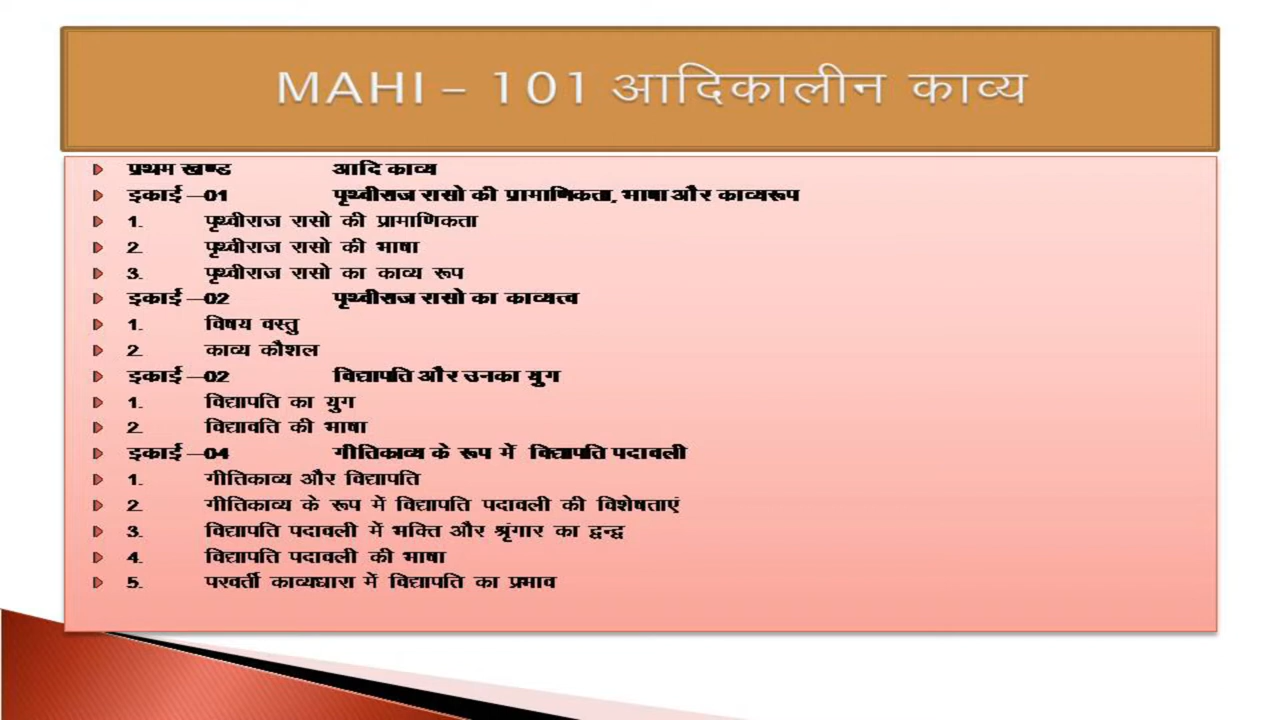 MAHI – 101 आदिकालीन काव्य
प्रथम खण्ड आदि काव्य
इकाई –01 पृथ्वीराज रासो की प्रामाणिकता, भाषा और काव्यरूप
1. पृथ्वीराज रासो की प्रामाणिकता
2. पृथ्वीराज रासो की भाषा
3. पृथ्वीराज रासो का काव्य रूप
इकाई –02 पृथ्वीराज रासो का काव्यत्व
1. विषय वस्तु
2. काव्य कौशल
इकाई –02 विद्यापति और उनका युग
1. विद्यापति का युग
2. विद्यावति की भाषा
इकाई –04 गीतिकाव्य के रूप में विद्यापति पदावली
1. गीतिकाव्य और विद्यापति
2. गीतिकाव्य के रूप में विद्यापति पदावली की विशेषताएं
3. विद्यापति पदावली में भक्ति और श्रृंगार का द्वन्द्व
4. विद्यापति पदावली की भाषा
5. परवर्ती काव्यधारा में विद्यापति का प्रभाव